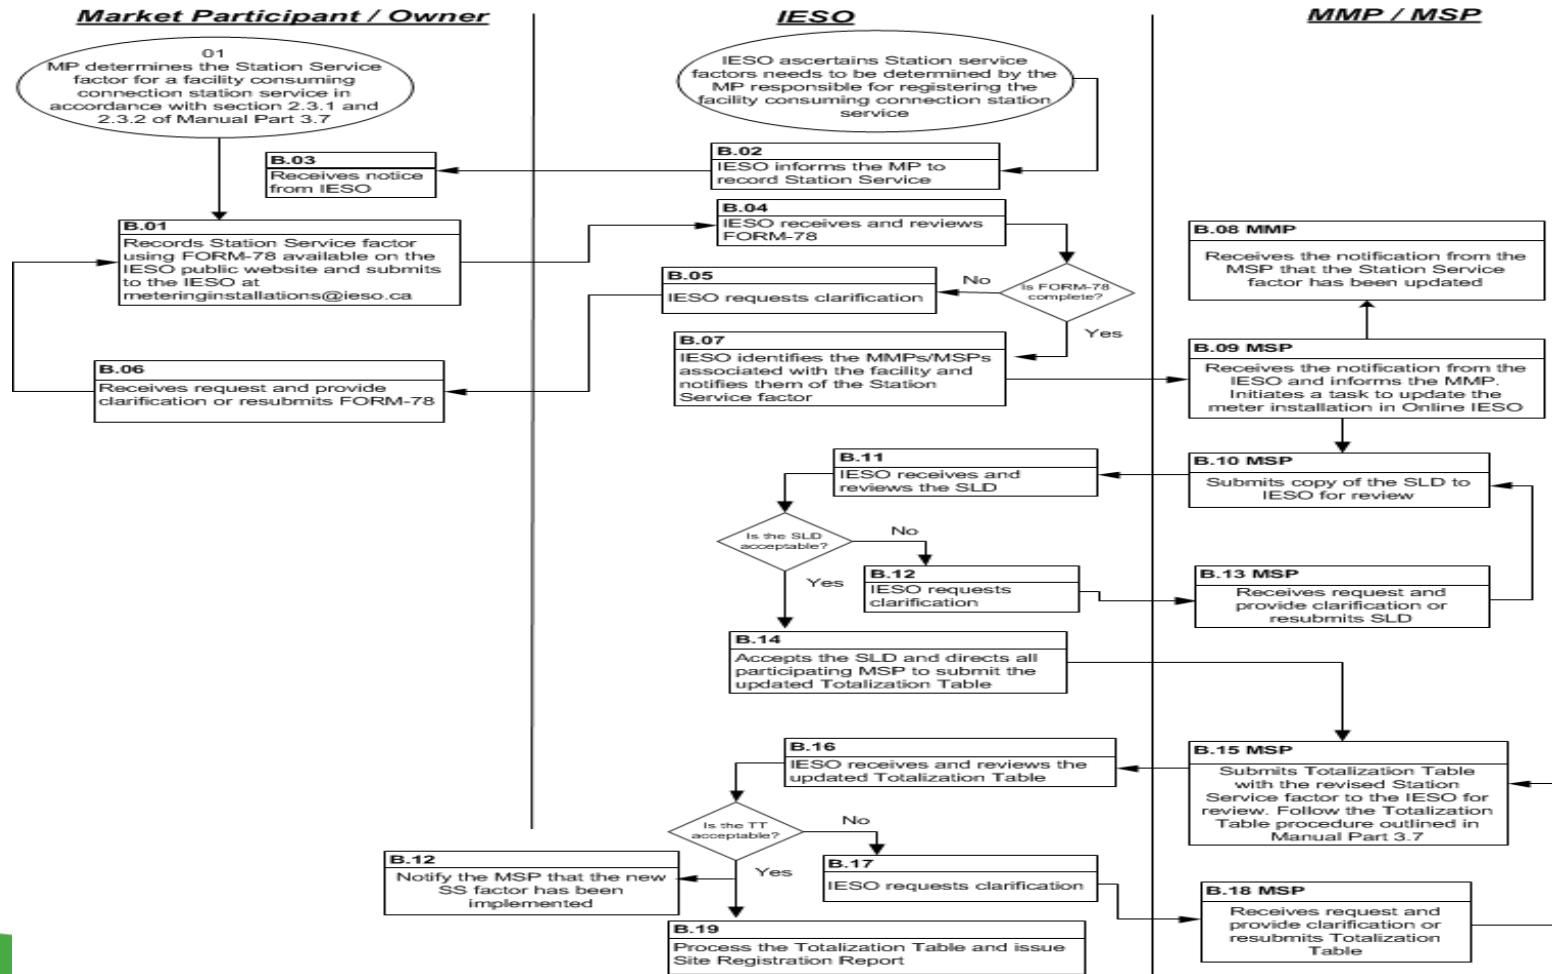 Market Participant / Owner
IESO
MMP / MSP
01
MP determines the Station Service
factor for a facility consuming
connection station service in
accordance with section 2.3.1 and
2.3.2 of Manual Part 3.7
IESO ascertains Station service
factors needs to be determined by the
MP responsible for registering the
facility consuming connection station
service
B.02
IESO informs the MP to
record Station Service
B.03
Receives notice
from IESO
B.01
Records Station Service factor
using FORM-78 available on the
IESO public website and submits
to the IESO at
meteringinstallations@ieso.ca
B.04
IESO receives and reviews
FORM-78
Is FORM-78
complete?
No
Yes
B.05
IESO requests clarification
B.06
Receives request and provide
clarification or resubmits FORM-78
B.07
IESO identifies the MMPs/MSPs
associated with the facility and
notifies them of the Station
Service factor
B.08 MMP
Receives the notification from the
MSP that the Station Service
factor has been updated
B.09 MSP
Receives the notification from the
IESO and informs the MMP.
Initiates a task to update the
meter installation in Online IESO
B.10 MSP
Submits copy of the SLD to
IESO for review
B.11
IESO receives and
reviews the SLD
Is the SLD
acceptable?
No
Yes
B.12
IESO requests
clarification
B.13 MSP
Receives request and
provide clarification or
resubmits SLD
B.14
Accepts the SLD and directs all
participating MSP to submit the
updated Totalization Table
B.15 MSP
Submits Totalization Table
with the revised Station
Service factor to the IESO for
review. Follow the Totalization
Table procedure outlined in
Manual Part 3.7
B.16
IESO receives and reviews the
updated Totalization Table
Is the TT
acceptable?
No
Yes
B.12
Notify the MSP that the new
SS factor has been
implemented
B.17
IESO requests clarification
B.18 MSP
Receives request and
provide clarification or
resubmits Totalization
Table
B.19
Process the Totalization Table and issue
Site Registration Report